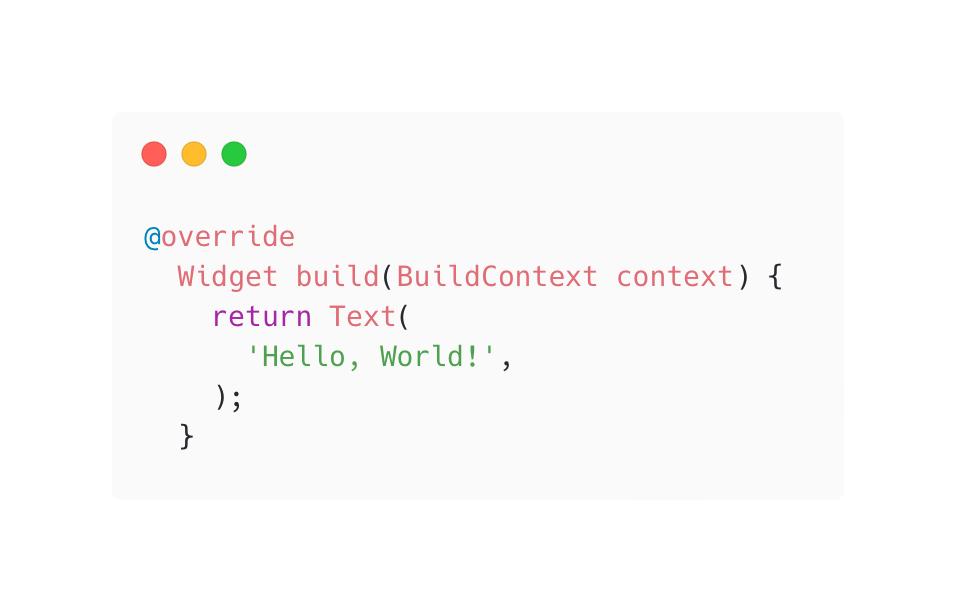 @override
  Widget build(BuildContext context) {
    return Text(
      'Hello, World!',
    );
  }